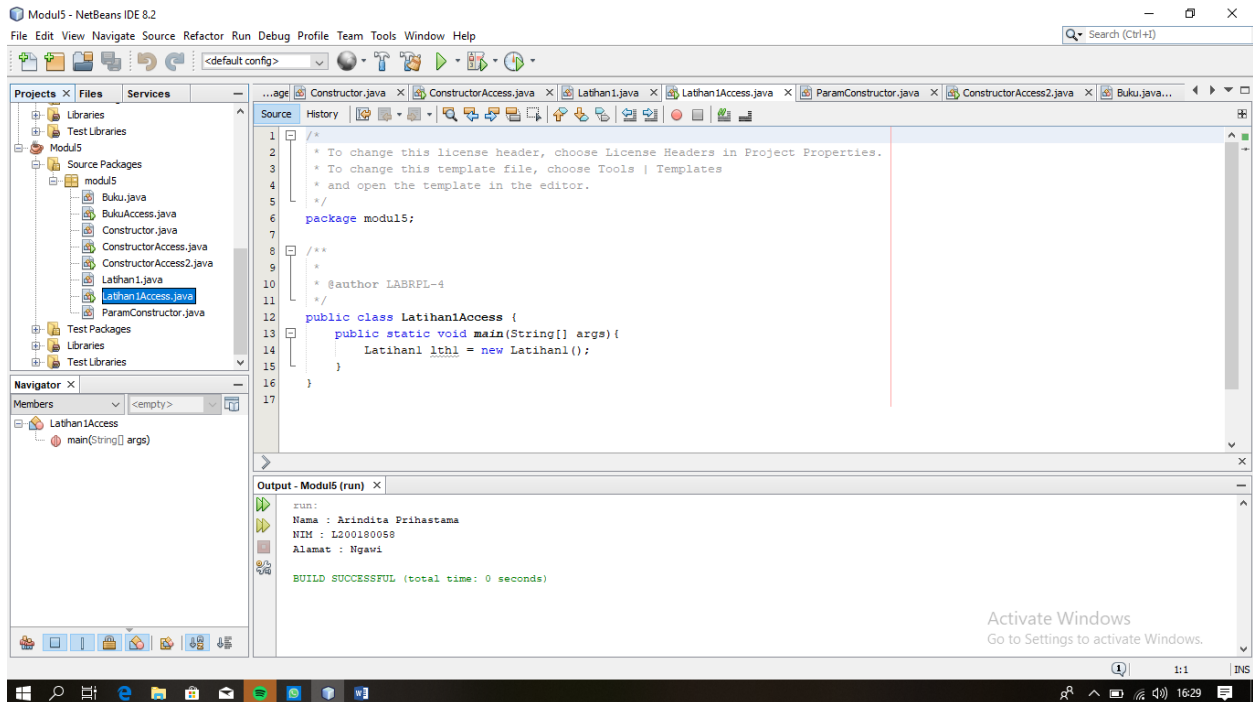 Modul5 - NetBeans IDE 8.2
File Edit View Navigate Source Refactor Run Debug Profile Team Tools Window Help
Search (Ctrl+I)
<default config>
Projects Files Services
...age Constructor.java ConstructorAccess.java Latihan1.java Latihan1Access.java ParamConstructor.java ConstructorAccess2.java Buku.java...
Libraries
Test Libraries
Modul5
Source Packages
modul5
Buku.java
BukuAccess.java
Constructor.java
ConstructorAccess.java
ConstructorAccess2.java
Latihan1.java
Latihan1Access.java
ParamConstructor.java
Test Packages
Libraries
Test Libraries
Source History
1 /*
2 * To change this license header, choose License Headers in Project Properties.
3 * To change this template file, choose Tools | Templates
4 * and open the template in the editor.
5 */
6 package modul5;
7
8 /**
9 *
10 * @author LABRPL-4
11 */
12 public class Latihan1Access {
13 public static void main(String[] args){
14 Latihan1 lth1 = new Latihan1();
15 }
16 }
17
Navigator
Members <empty>
Latihan1Access
main(String[] args)
Output - Modul5 (run)
run:
Nama : Arindita Prihastama
NIM : L200180058
Alamat : Ngawi
BUILD SUCCESSFUL (total time: 0 seconds)
Activate Windows
Go to Settings to activate Windows.
1 1:1 INS
16:29